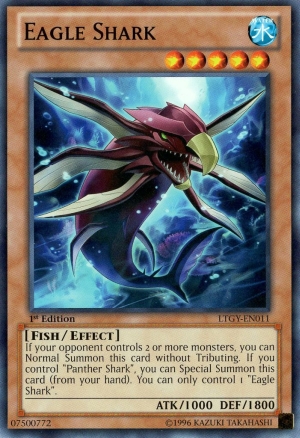 EAGLE SHARK
WATER
水
1st Edition
LTGY-EN011
[FISH / EFFECT]
If your opponent controls 2 or more monsters, you can
Normal Summon this card without Tributing. If you
control "Panther Shark", you can Special Summon this
card (from your hand). You can only control 1 "Eagle
Shark".
ATK/1000 DEF/1800
07500772
©1996 KAZUKI TAKAHASHI